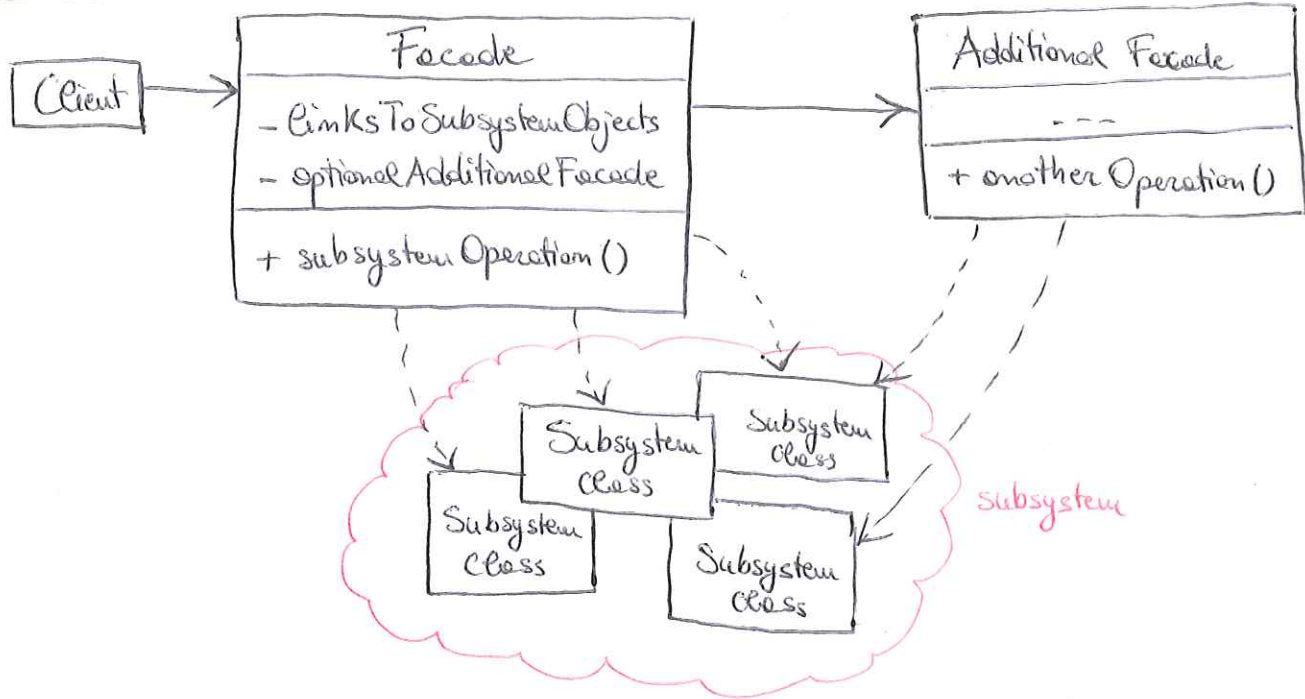 Client
Facade
- linksToSubsystemObjects
- optionalAdditionalFacade
+ subsystemOperation()
Additional Facade
---
+ anotherOperation()
Subsystem
class
Subsystem
class
Subsystem
Class
Subsystem
class
subsystem